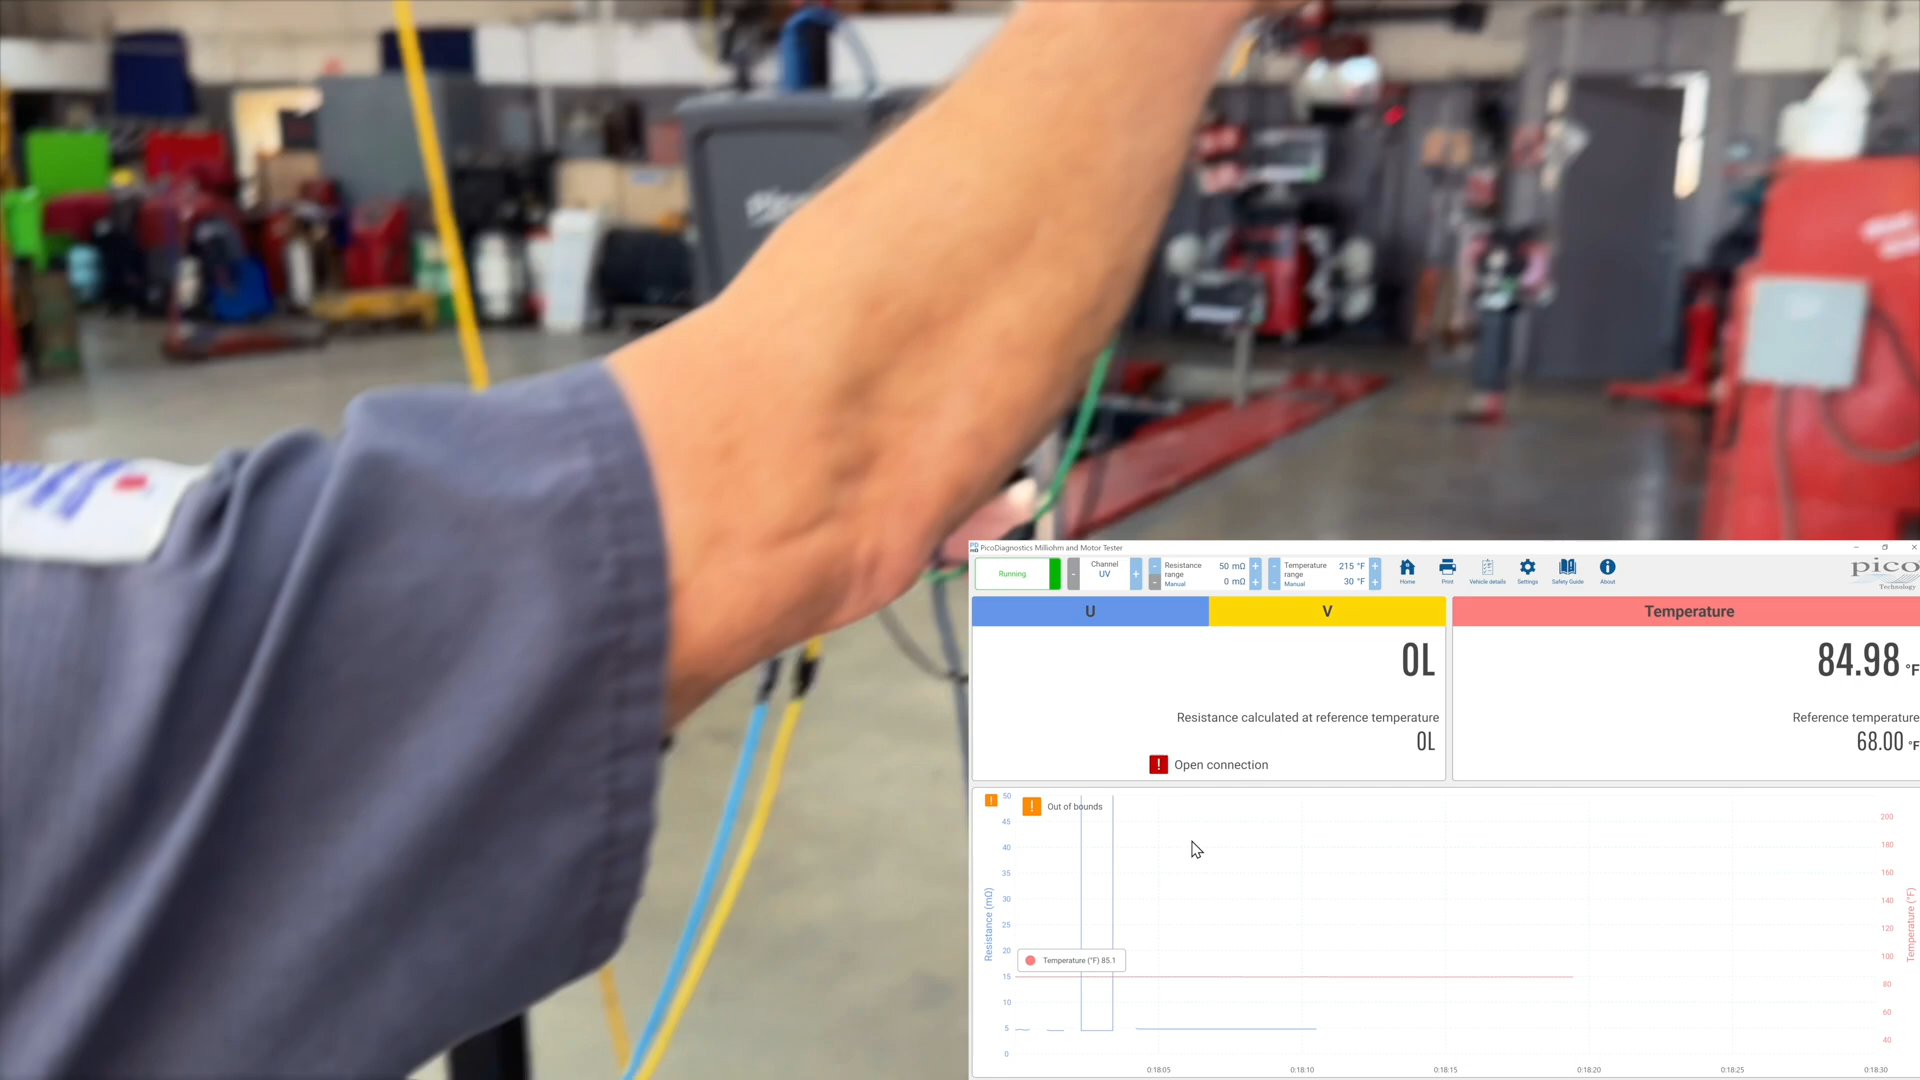 pico
PicoDiagnostics Milliohm and Motor Tester
Running
- Channel UV +
- Resistance range Manual 50 mΩ +
- 0 mΩ +
- Temperature range Manual 215 °F +
- 30 °F +
Home
Print
Vehicle details
Settings
Safety Guide
About
pico
Technology
U
V
Temperature
0L
84.98 °F
Resistance calculated at reference temperature
Reference temperature
0L
68.00 °F
! Open connection
! 50
! Out of bounds
45
40
35
30
25
20
15
10
5
0
Resistance (mΩ)
Temperature (°F) 85.1
200
180
160
140
120
100
80
60
40
Temperature (°F)
0:18:05
0:18:10
0:18:15
0:18:20
0:18:25
0:18:30